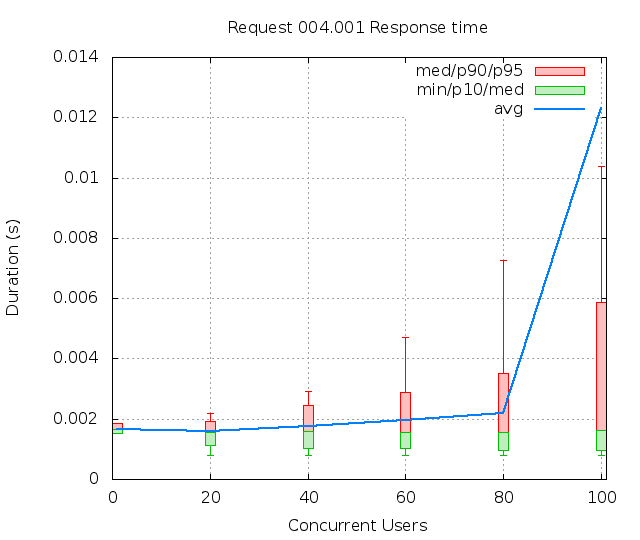 Request 004.001 Response time
0.014
0.012
0.01
0.008
0.006
0.004
0.002
0
med/p90/p95
min/p10/med
avg
Duration (s)
0 20 40 60 80 100
Concurrent Users